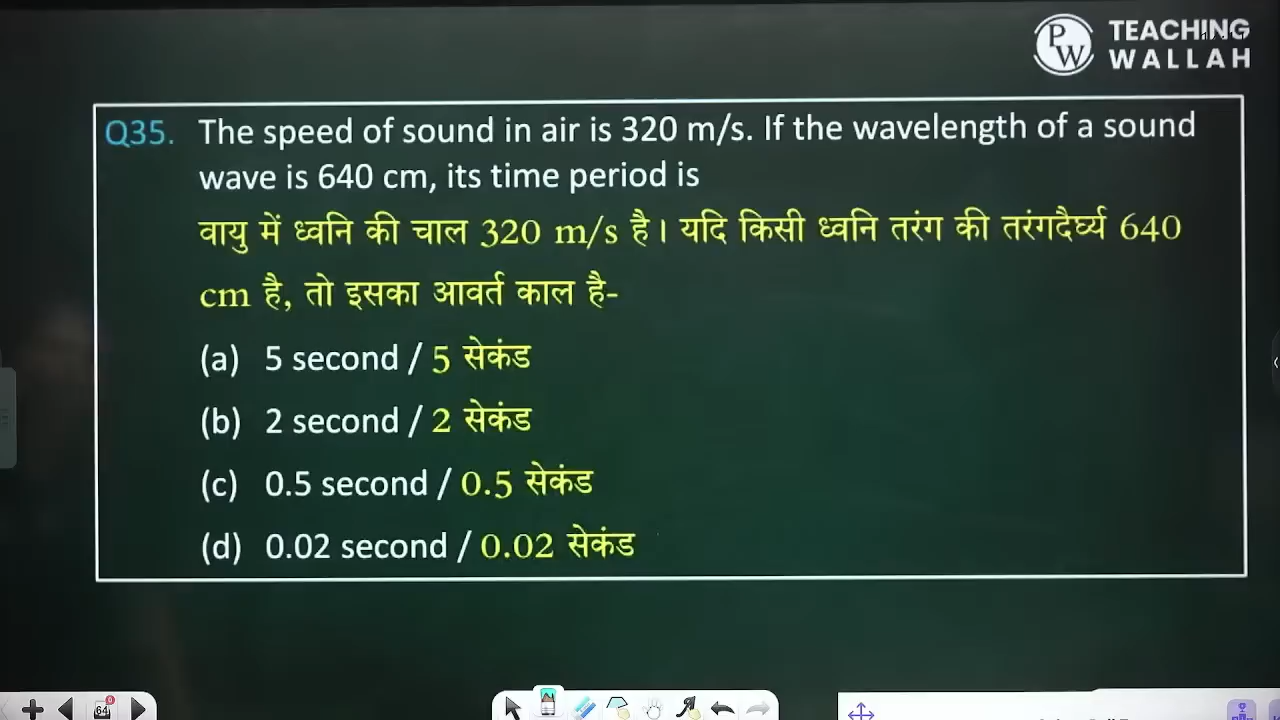 TEACHING
WALLAH
PW
Q35. The speed of sound in air is 320 m/s. If the wavelength of a sound
wave is 640 cm, its time period is
वायु में ध्वनि की चाल 320 m/s है। यदि किसी ध्वनि तरंग की तरंगदैर्घ्य 640
cm है, तो इसका आवर्त काल है-
(a) 5 second / 5 सेकंड
(b) 2 second / 2 सेकंड
(c) 0.5 second / 0.5 सेकंड
(d) 0.02 second / 0.02 सेकंड
64